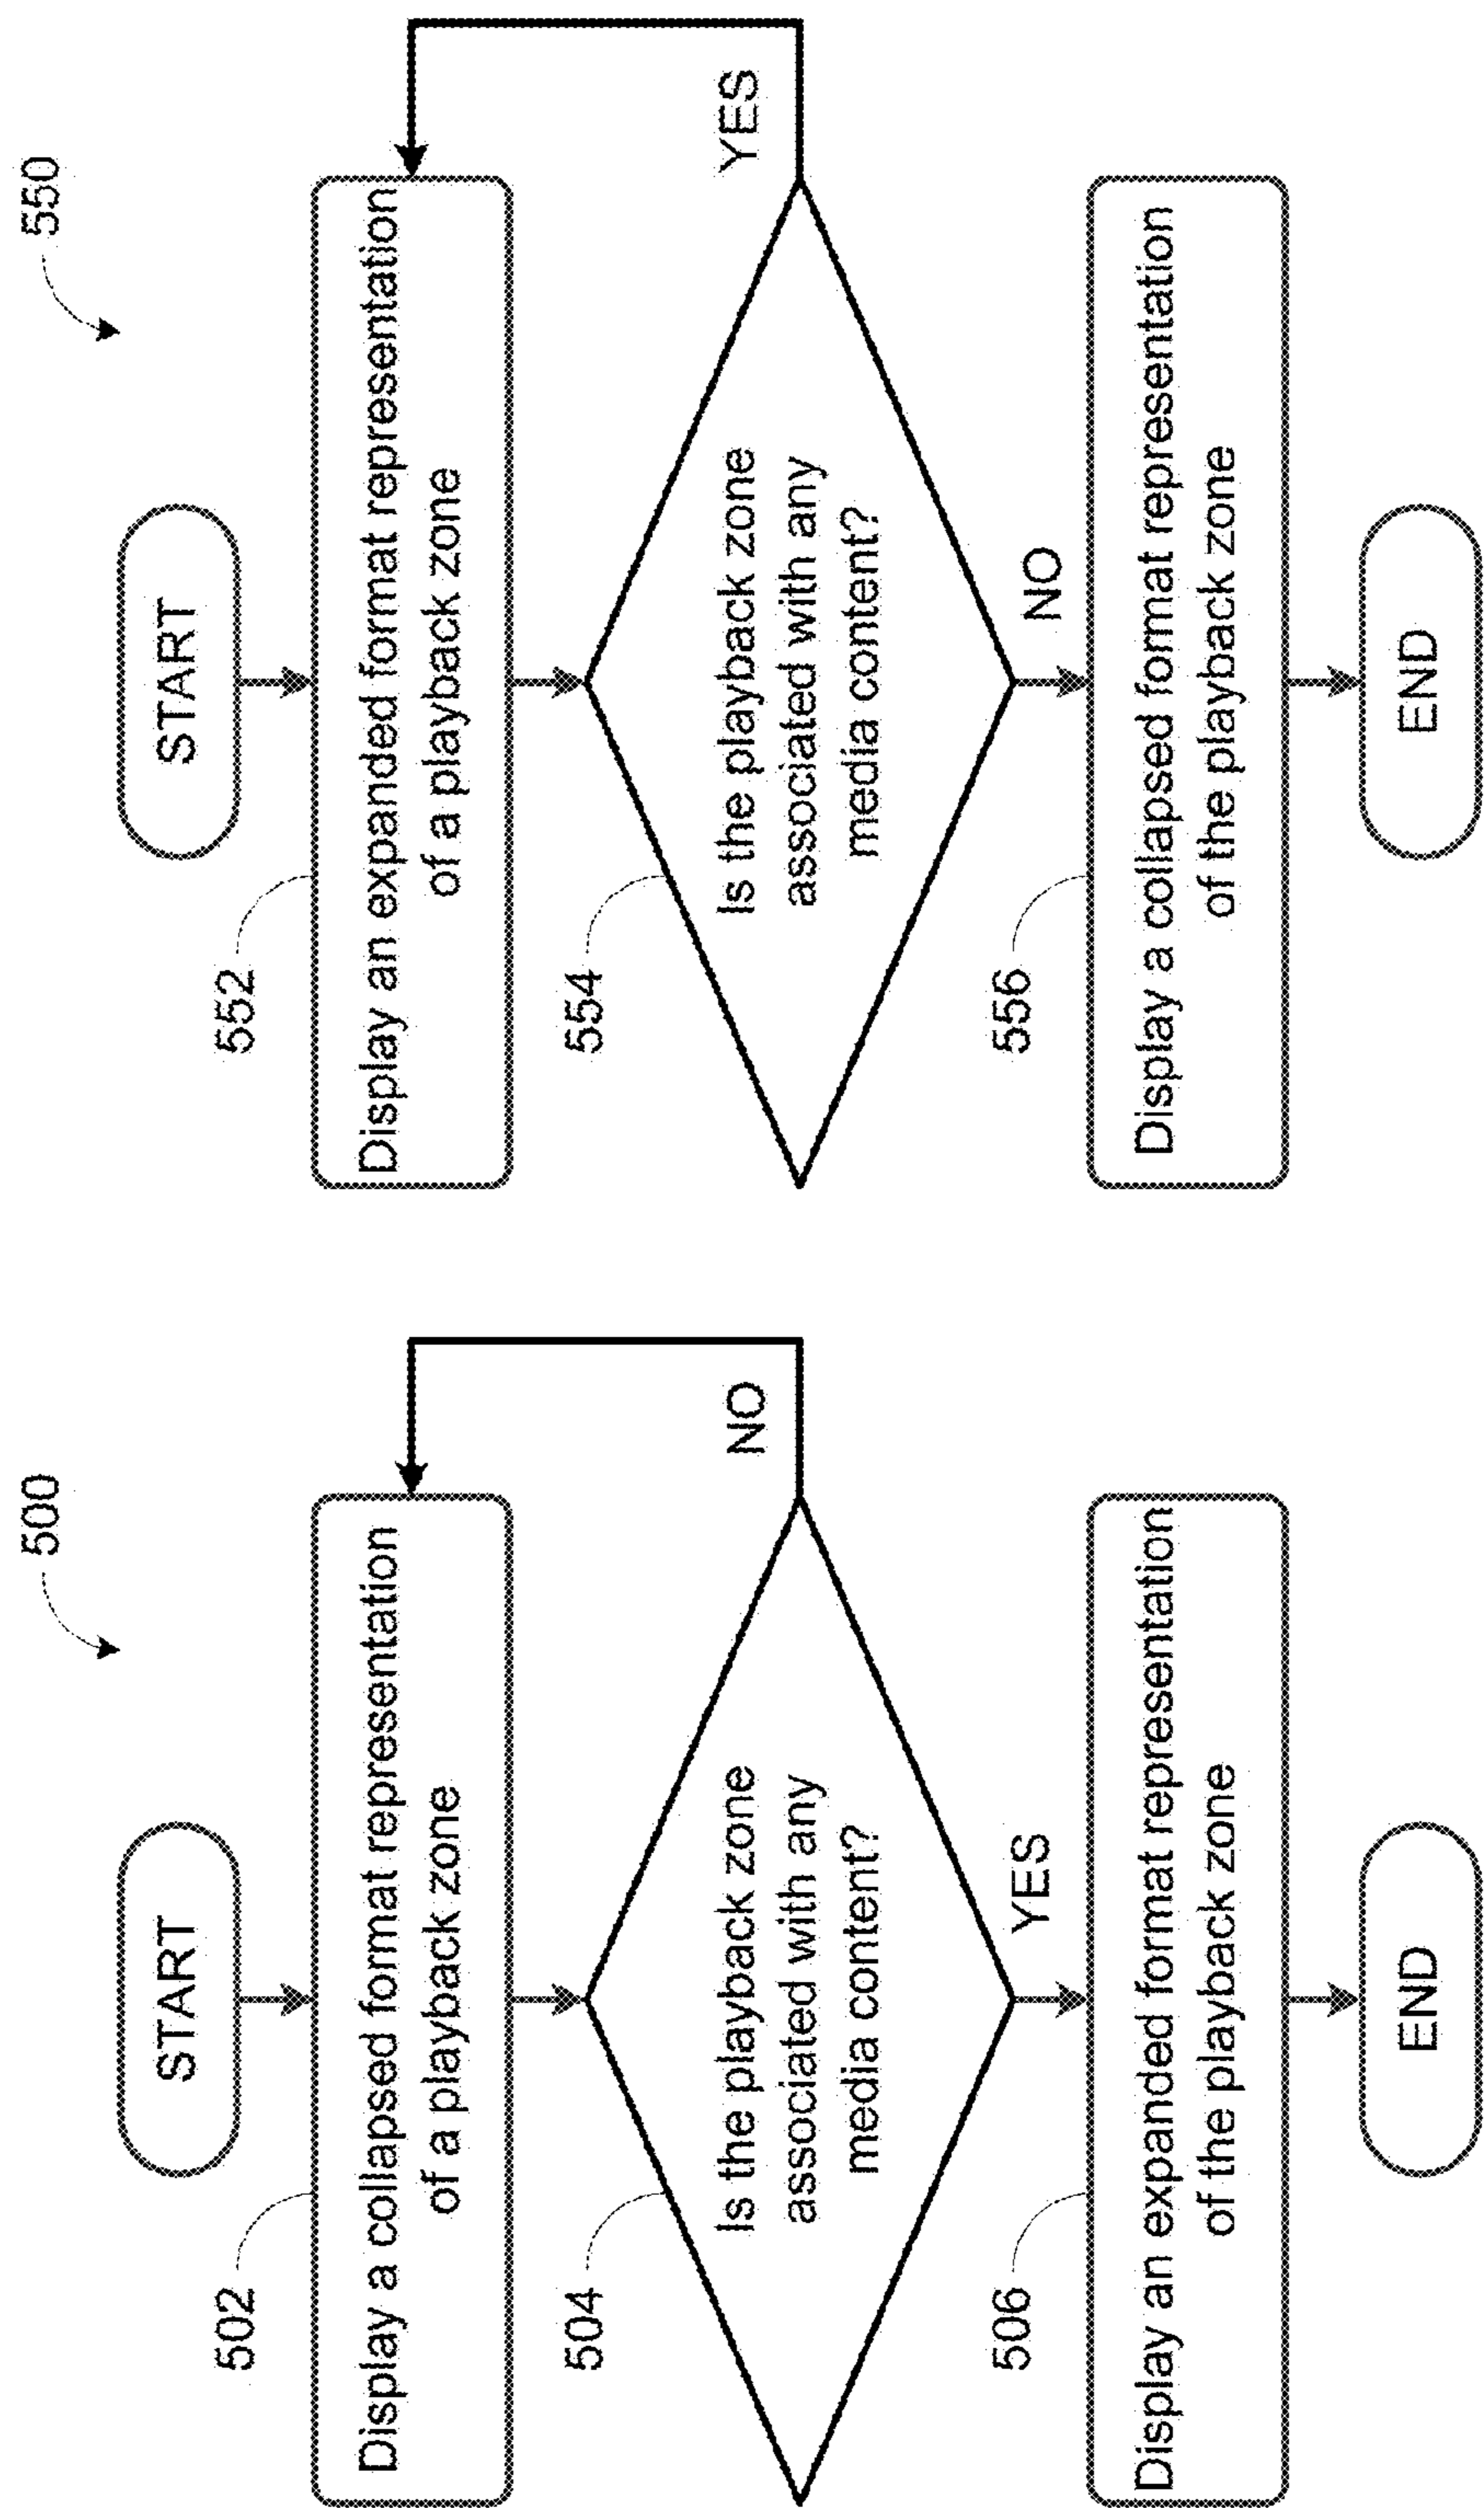 500
START
502
Display a collapsed format representation
of a playback zone
504
Is the playback zone
associated with any
media content?
NO
YES
506
Display an expanded format representation
of the playback zone
END
550
START
552
Display an expanded format representation
of a playback zone
554
Is the playback zone
associated with any
media content?
YES
NO
556
Display a collapsed format representation
of the playback zone
END